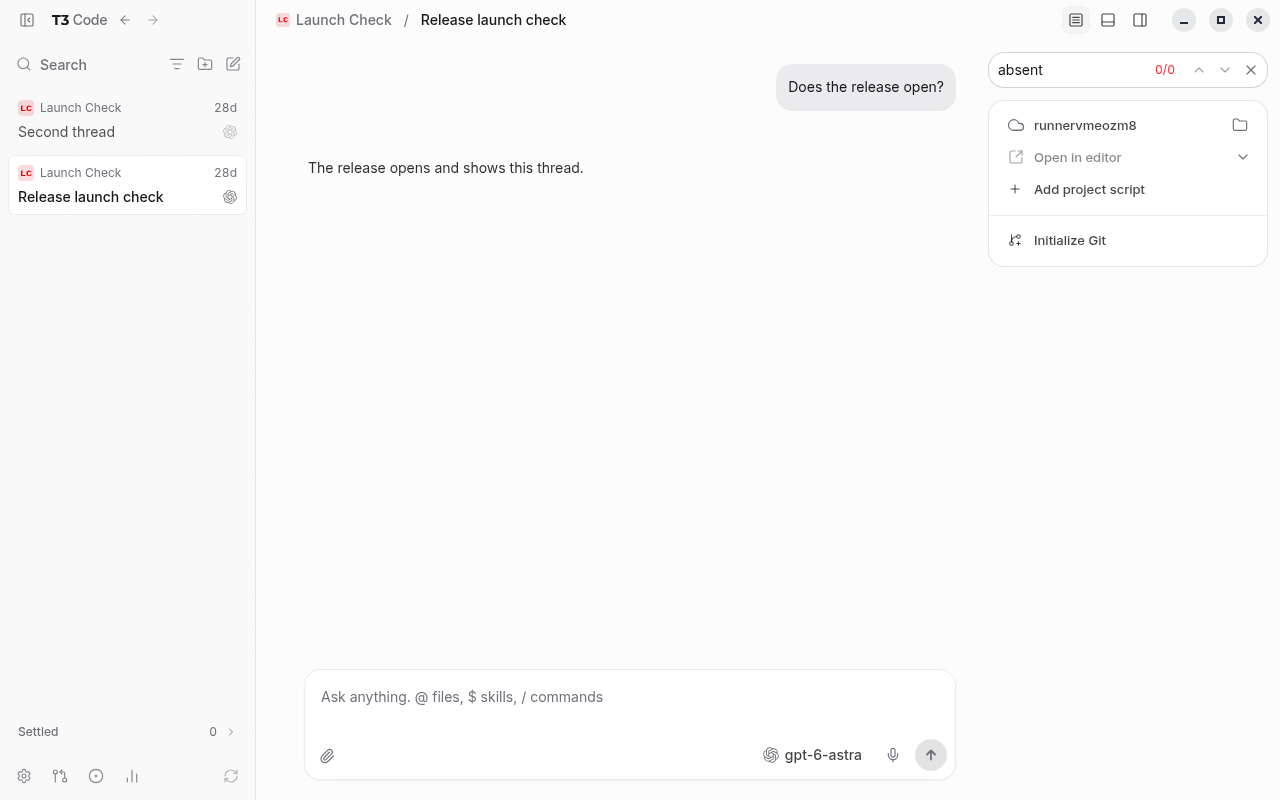 T3 Code
Search
LC Launch Check 28d
Second thread
LC Launch Check 28d
Release launch check
Settled 0
LC Launch Check / Release launch check
Does the release open?
The release opens and shows this thread.
Ask anything. @ files, $ skills, / commands
gpt-6-astra
absent 0/0
runnervmeozm8
Open in editor
Add project script
Initialize Git